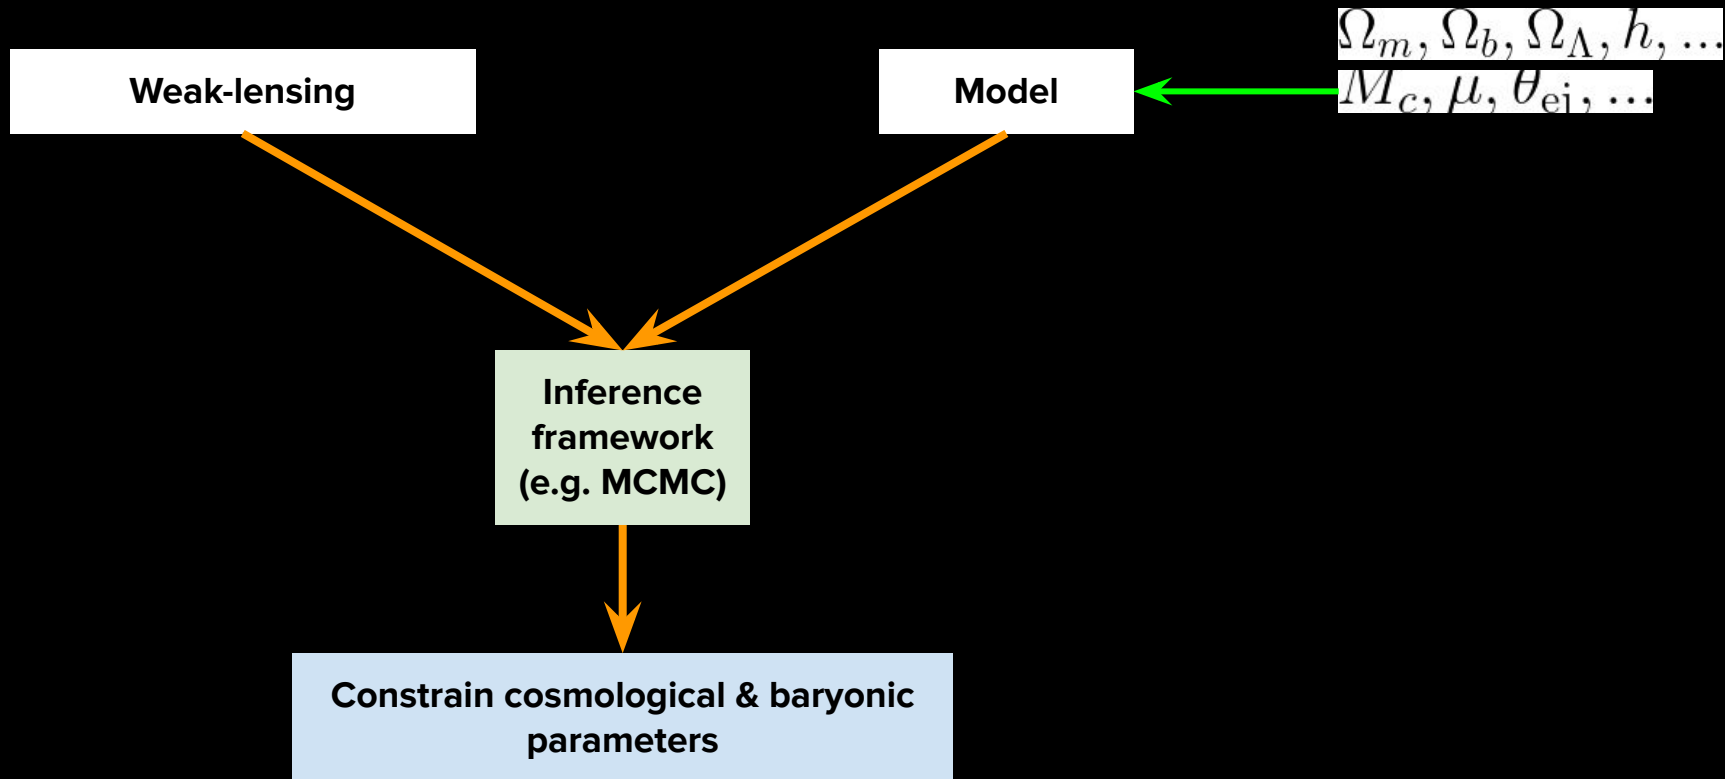 Ωm, Ωb, ΩΛ, h, ...
Weak-lensing
Model
Mc, μ, θej, ...
Inference
framework
(e.g. MCMC)
Constrain cosmological & baryonic
parameters